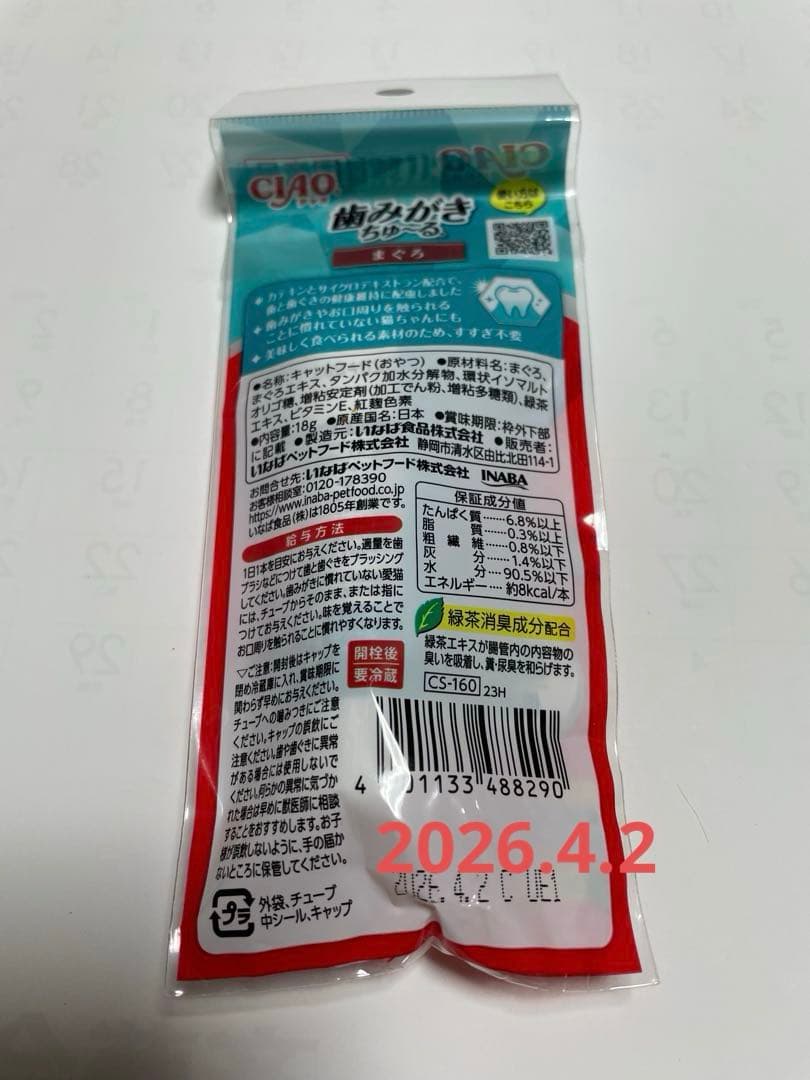 CIAO
チャオ
使い方は
こちら
歯みがき
ちゅ〜る
まぐろ
カテキンとサイクロデキストラン配合で、
歯と歯ぐきの健康維持に配慮しました
歯みがきやお口周りを触られる
ことに慣れていない猫ちゃんにも
美味しく食べられる素材のため、すすぎ不要
●名称:キャットフード(おやつ) ●原材料名:まぐろ、
まぐろエキス、タンパク加水分解物、環状イソマルト
オリゴ糖、増粘安定剤(加工でん粉、増粘多糖類)、緑茶
エキス、ビタミンE、紅麹色素
●内容量:18g ●原産国名:日本 ●賞味期限:枠外下部
に記載 ●製造元:いなば食品株式会社 ●販売者:
いなばペットフード株式会社 静岡市清水区由比北田114-1
お問合せ先:いなばペットフード株式会社 INABA
お客様相談室:0120-178390
https://www.inaba-petfood.co.jp
いなば食品(株)は1805年創業です。
給与方法
1日1本を目安にお与えください。適量を歯
ブラシなどにつけて歯と歯ぐきをブラッシング
してください。歯みがきに慣れていない愛猫
には、チューブからそのまま、または指に
つけてお与えください。味を覚えることで
お口周りを触られることに慣れやすくなります。
保証成分値
たんぱく質……6.8%以上
脂質……0.3%以上
粗繊維……0.8%以下
灰分……1.4%以下
水分……90.5%以下
エネルギー……約8kcal/本
緑茶消臭成分配合
緑茶エキスが腸管内の内容物の
臭いを吸着し、糞・尿臭を和らげます。
▽ご注意:開封後はキャップを
閉め冷蔵庫に入れ、賞味期限に
関わらず早めにお与えください。
チューブへの噛みつきにご注意
ください。キャップの誤飲にご
注意ください。歯や歯ぐきに異常
がある場合には使用しないで
ください。何らかの異常に気づか
れた場合は早めに獣医師に相談
することをおすすめします。お子
様が誤飲しないように、手の届か
ないところに保管してください。
開栓後
要冷蔵
CS-160 23H
4 901133 488290
2026.4.2
2026.4.2 C UE1
プラ
外袋、チューブ
中シール、キャップ